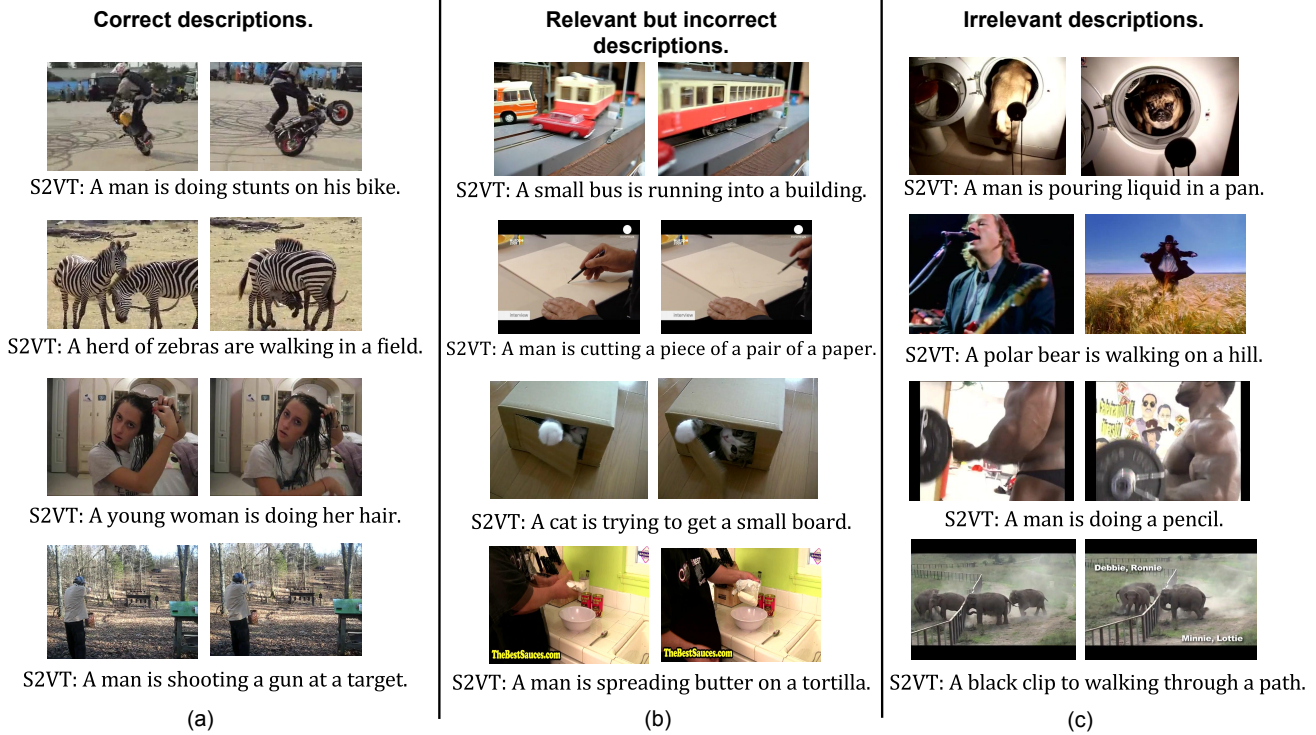 Correct descriptions.
S2VT: A man is doing stunts on his bike.
S2VT: A herd of zebras are walking in a field.
S2VT: A young woman is doing her hair.
S2VT: A man is shooting a gun at a target.
(a)
Relevant but incorrect
descriptions.
S2VT: A small bus is running into a building.
interview
interview
S2VT: A man is cutting a piece of a pair of a paper.
S2VT: A cat is trying to get a small board.
TheBestSauces.com
TheBestSauces.com
S2VT: A man is spreading butter on a tortilla.
(b)
Irrelevant descriptions.
S2VT: A man is pouring liquid in a pan.
S2VT: A polar bear is walking on a hill.
S2VT: A man is doing a pencil.
Debbie, Ronnie
Minnie, Lottie
S2VT: A black clip to walking through a path.
(c)